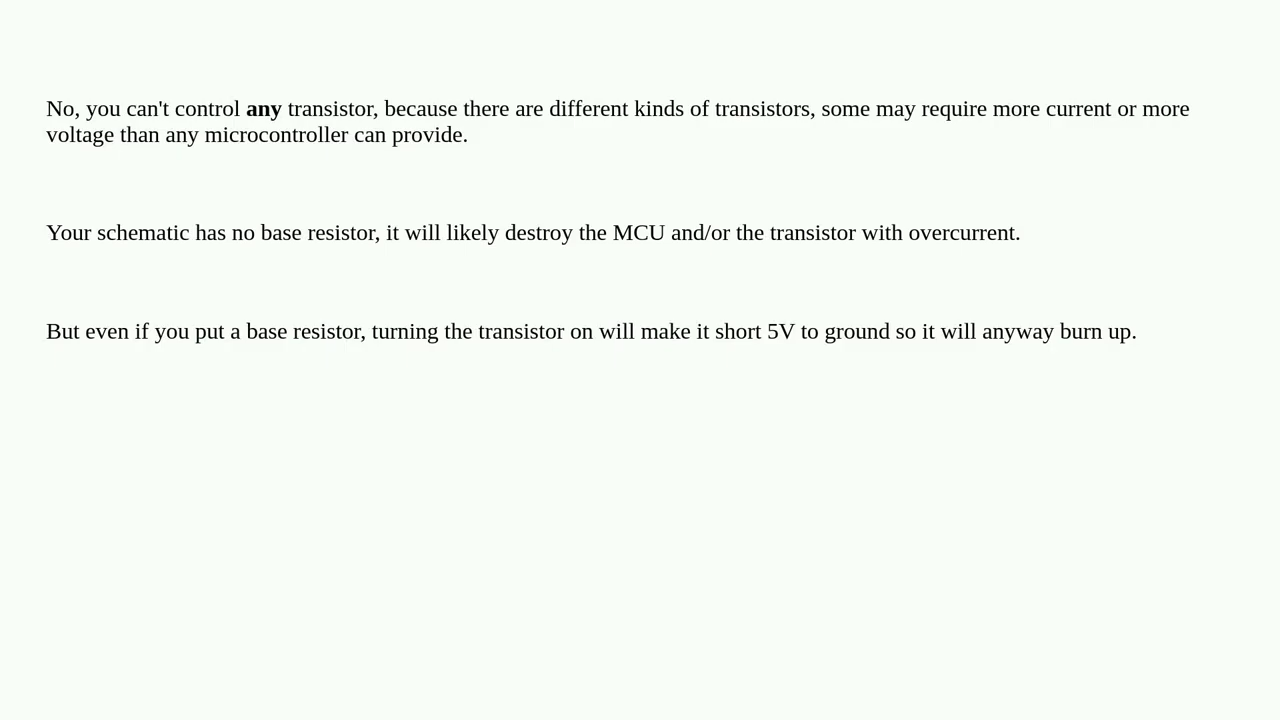 No, you can't control any transistor, because there are different kinds of transistors, some may require more current or more
voltage than any microcontroller can provide.
Your schematic has no base resistor, it will likely destroy the MCU and/or the transistor with overcurrent.
But even if you put a base resistor, turning the transistor on will make it short 5V to ground so it will anyway burn up.